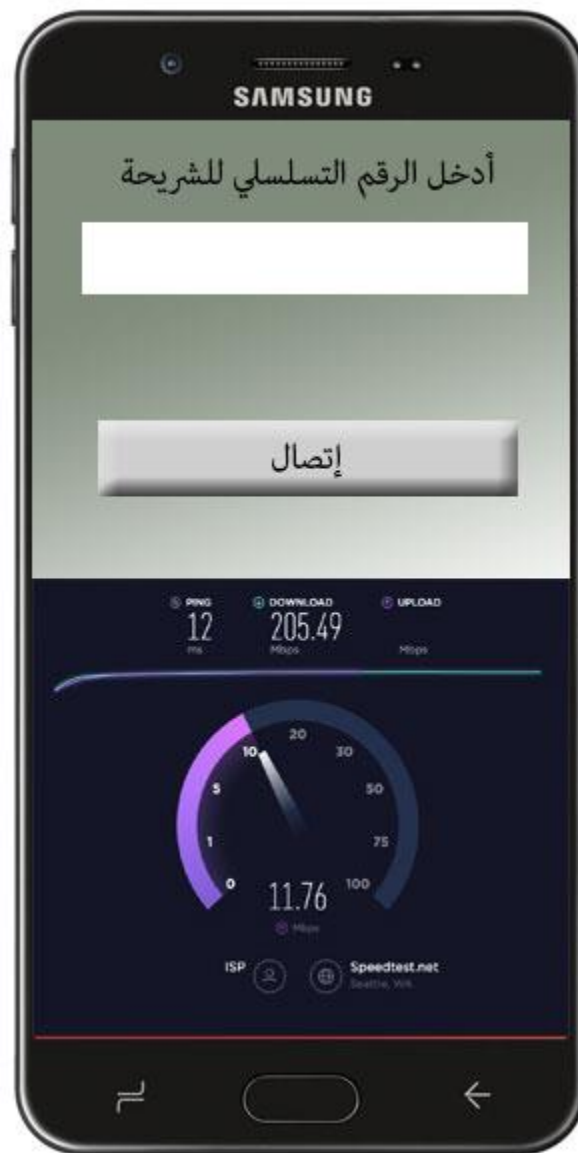 SAMSUNG
أدخل الرقم التسلسلي للشريحة
إتصال
PING DOWNLOAD UPLOAD
12 205.49
ms Mbps Mbps
20
10 30
5 50
1 75
0 100
11.76
Mbps
ISP Speedtest.net
Seattle, WA